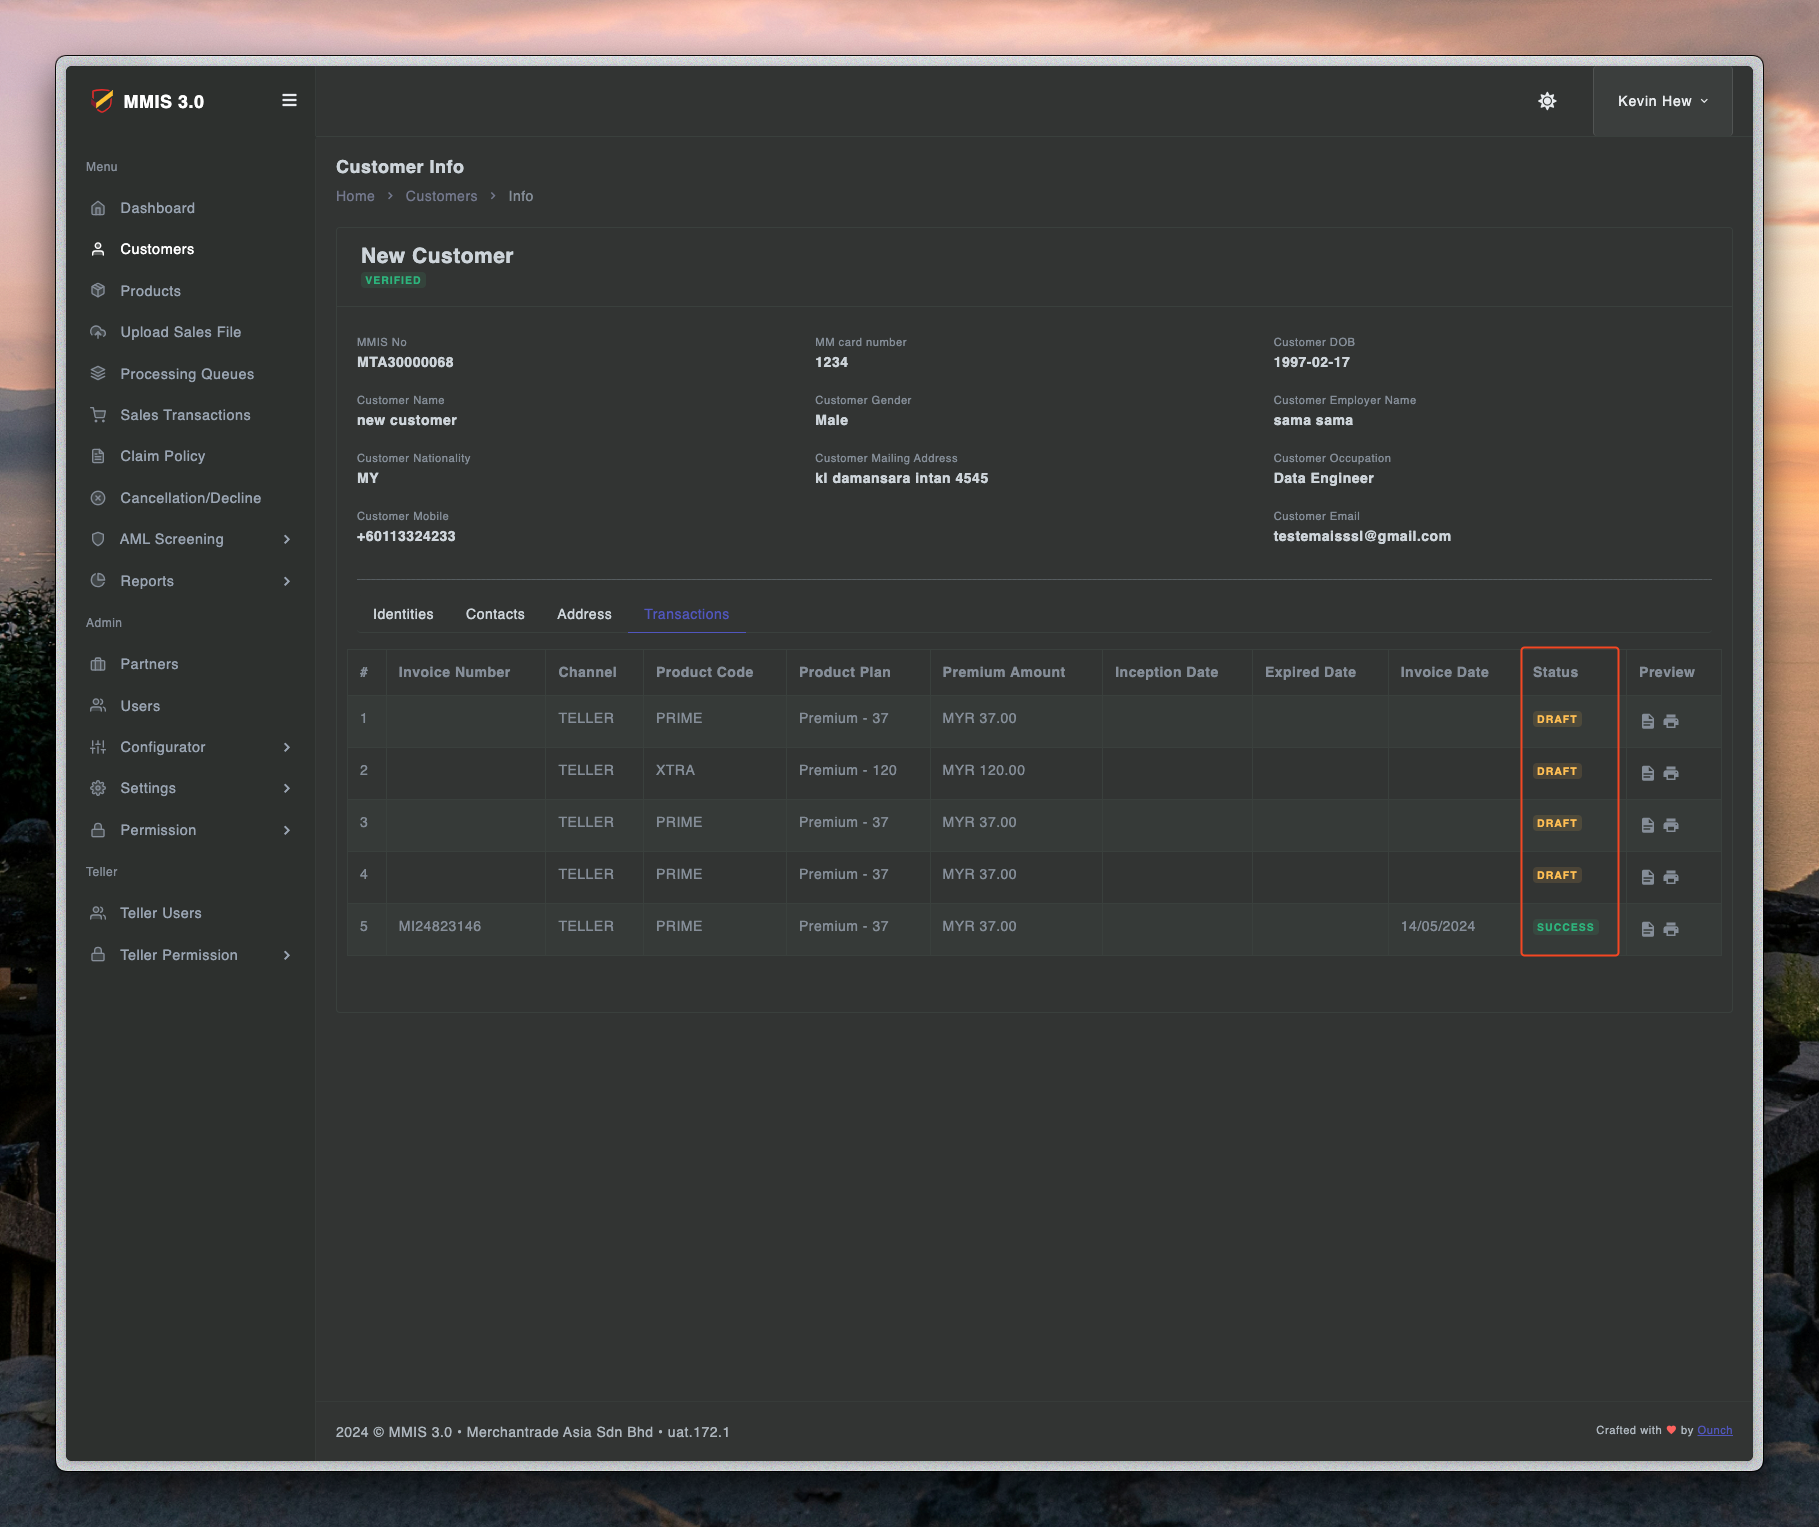 MMIS 3.0
Kevin Hew
Menu
Dashboard
Customers
Products
Upload Sales File
Processing Queues
Sales Transactions
Claim Policy
Cancellation/Decline
AML Screening
Reports
Admin
Partners
Users
Configurator
Settings
Permission
Teller
Teller Users
Teller Permission
Customer Info
Home > Customers > Info
New Customer
VERIFIED
MMIS No
MTA30000068
MM card number
1234
Customer DOB
1997-02-17
Customer Name
new customer
Customer Gender
Male
Customer Employer Name
sama sama
Customer Nationality
MY
Customer Mailing Address
kl damansara intan 4545
Customer Occupation
Data Engineer
Customer Mobile
+60113324233
Customer Email
testemaisssl@gmail.com
Identities Contacts Address Transactions
# Invoice Number Channel Product Code Product Plan Premium Amount Inception Date Expired Date Invoice Date Status Preview
1 TELLER PRIME Premium - 37 MYR 37.00 DRAFT
2 TELLER XTRA Premium - 120 MYR 120.00 DRAFT
3 TELLER PRIME Premium - 37 MYR 37.00 DRAFT
4 TELLER PRIME Premium - 37 MYR 37.00 DRAFT
5 MI24823146 TELLER PRIME Premium - 37 MYR 37.00 14/05/2024 SUCCESS
2024 © MMIS 3.0 • Merchantrade Asia Sdn Bhd • uat.172.1
Crafted with ♥ by Ounch